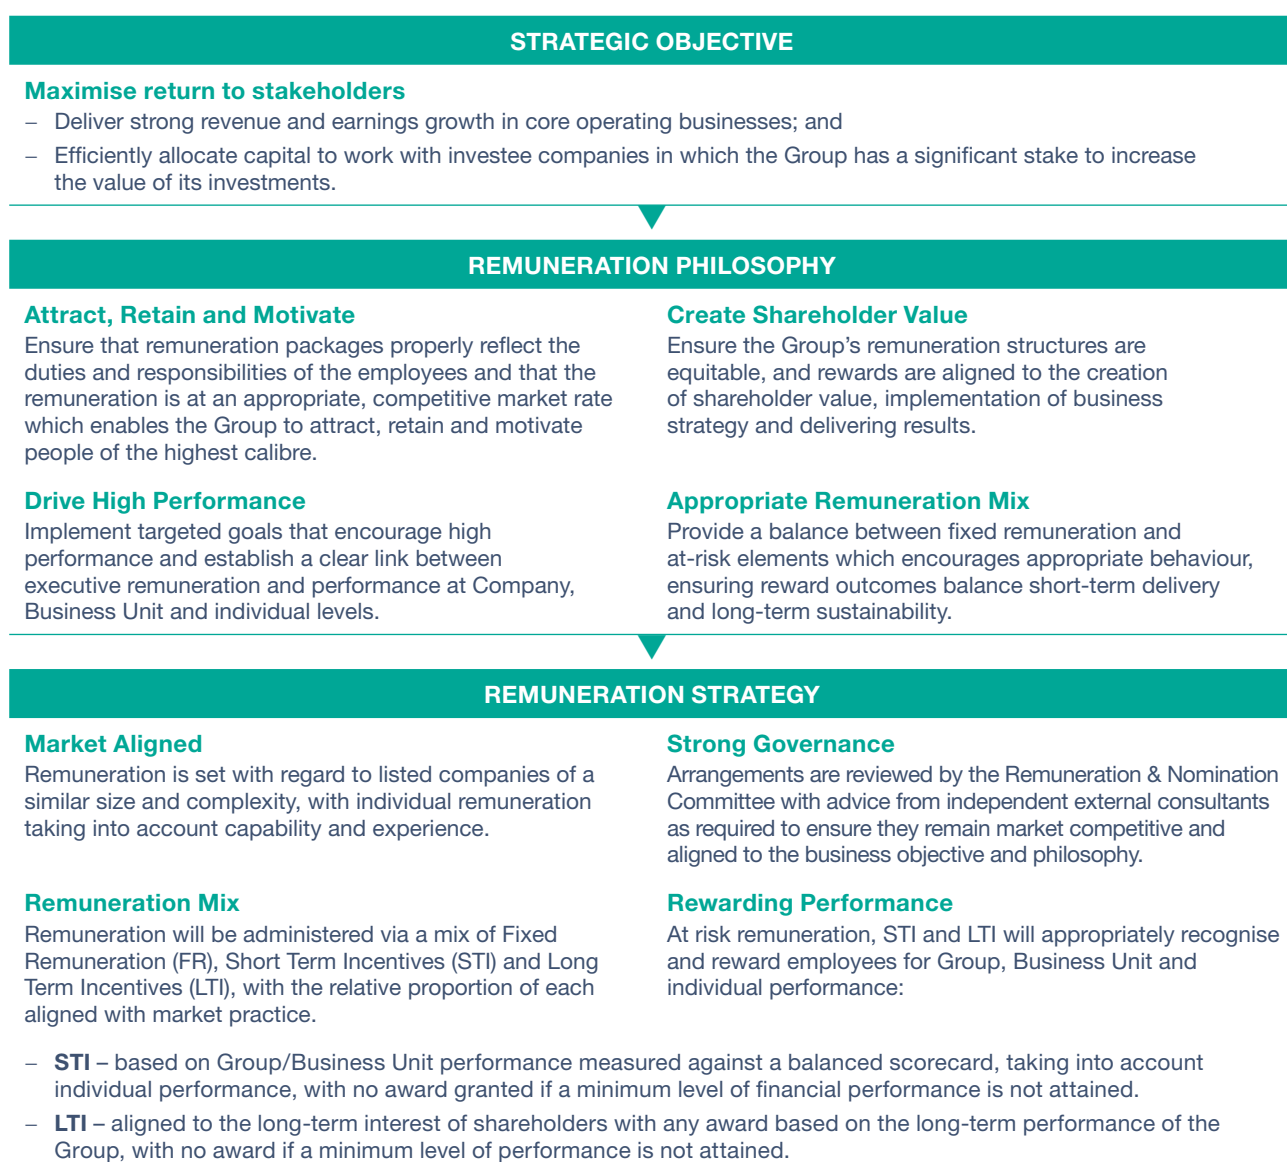 STRATEGIC OBJECTIVE
Maximise return to stakeholders
– Deliver strong revenue and earnings growth in core operating businesses; and
– Efficiently allocate capital to work with investee companies in which the Group has a significant stake to increase
the value of its investments.
REMUNERATION PHILOSOPHY
Attract, Retain and Motivate
Ensure that remuneration packages properly reflect the
duties and responsibilities of the employees and that the
remuneration is at an appropriate, competitive market rate
which enables the Group to attract, retain and motivate
people of the highest calibre.
Create Shareholder Value
Ensure the Group's remuneration structures are
equitable, and rewards are aligned to the creation
of shareholder value, implementation of business
strategy and delivering results.
Drive High Performance
Implement targeted goals that encourage high
performance and establish a clear link between
executive remuneration and performance at Company,
Business Unit and individual levels.
Appropriate Remuneration Mix
Provide a balance between fixed remuneration and
at-risk elements which encourages appropriate behaviour,
ensuring reward outcomes balance short-term delivery
and long-term sustainability.
REMUNERATION STRATEGY
Market Aligned
Remuneration is set with regard to listed companies of a
similar size and complexity, with individual remuneration
taking into account capability and experience.
Strong Governance
Arrangements are reviewed by the Remuneration & Nomination
Committee with advice from independent external consultants
as required to ensure they remain market competitive and
aligned to the business objective and philosophy.
Remuneration Mix
Remuneration will be administered via a mix of Fixed
Remuneration (FR), Short Term Incentives (STI) and Long
Term Incentives (LTI), with the relative proportion of each
aligned with market practice.
Rewarding Performance
At risk remuneration, STI and LTI will appropriately recognise
and reward employees for Group, Business Unit and
individual performance:
– STI – based on Group/Business Unit performance measured against a balanced scorecard, taking into account
individual performance, with no award granted if a minimum level of financial performance is not attained.
– LTI – aligned to the long-term interest of shareholders with any award based on the long-term performance of the
Group, with no award if a minimum level of performance is not attained.